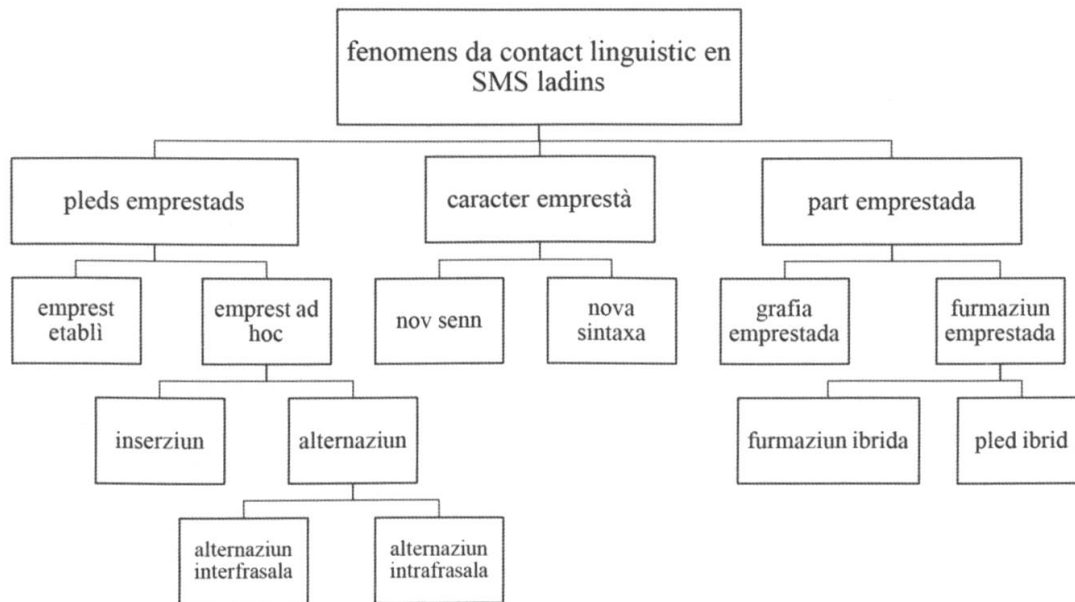 fenomens da contact linguistic en
SMS ladins
pleds emprestads
caracter emprestà
part emprestada
emprest
etablì
emprest ad
hoc
nov senn
nova
sintaxa
grafia
emprestada
furmaziun
emprestada
inserziun
alternaziun
furmaziun ibrida
pled ibrid
alternaziun
interfrasala
alternaziun
intrafrasala